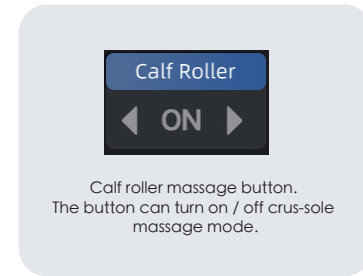 Calf Roller
ON
Calf roller massage button.
The button can turn on / off crus-sole
massage mode.